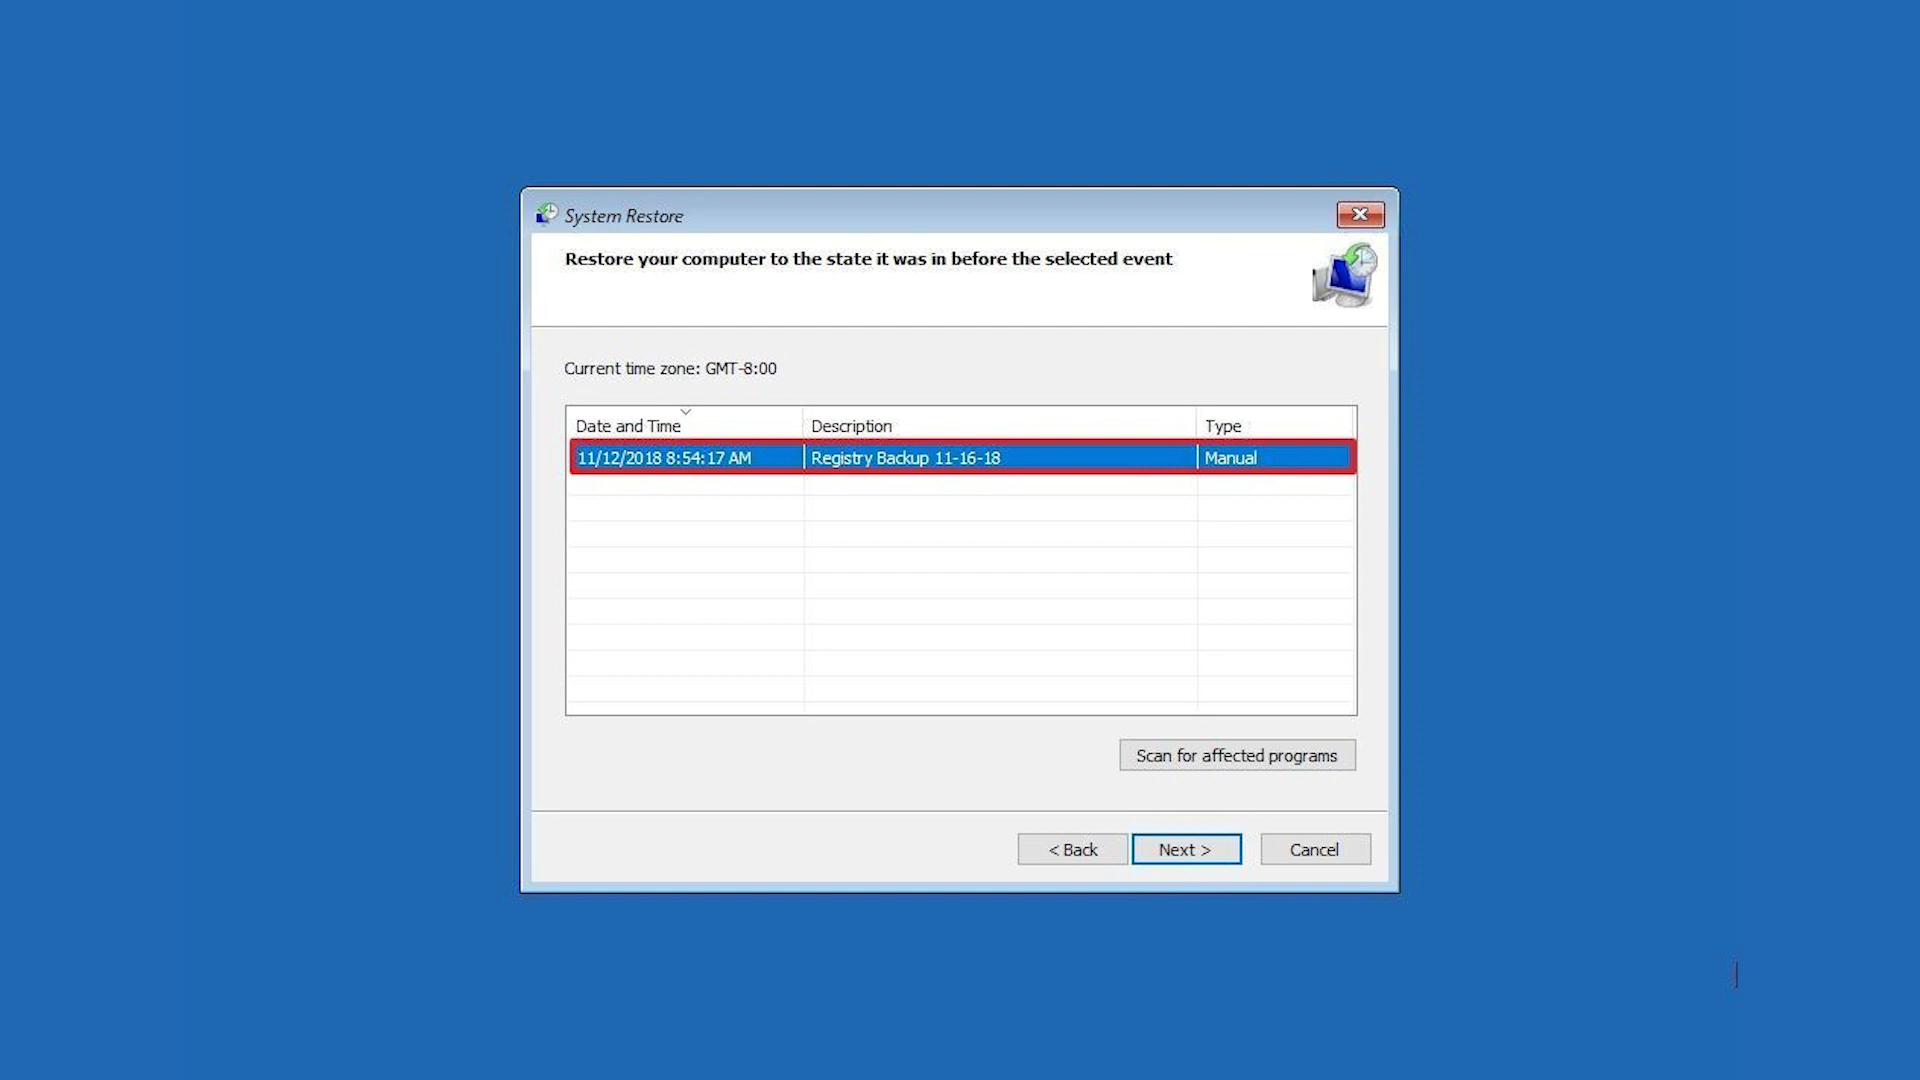 System Restore
Restore your computer to the state it was in before the selected event
Current time zone: GMT-8:00
Date and Time Description Type
11/12/2018 8:54:17 AM Registry Backup 11-16-18 Manual
Scan for affected programs
< Back Next > Cancel